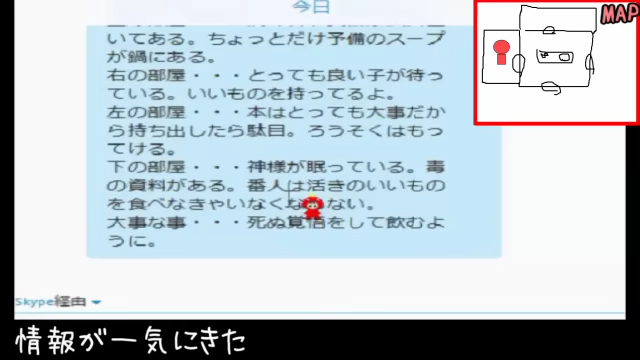 今日
MAP
いてある。ちょっとだけ予備のスープ
が鍋にある。
右の部屋・・・とっても良い子が待っ
ている。いいものを持ってるよ。
左の部屋・・・本はとっても大事だか
ら持ち出したら駄目。ろうそくはもっ
てける。
下の部屋・・・神様が眠っている。毒
の資料がある。番人は活きのいいもの
を食べなきゃいなくな ない。
大事な事・・・死ぬ覚悟をして飲むよ
うに。
Skype経由
情報が一気にきた